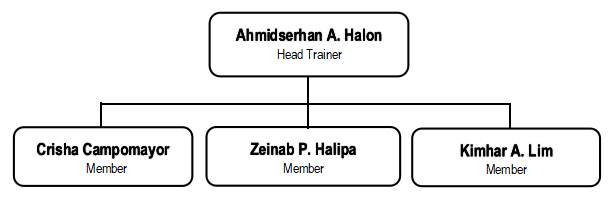 Ahmidserhan A. Halon
Head Trainer
Crisha Campomayor
Member
Zeinab P. Halipa
Member
Kimhar A. Lim
Member